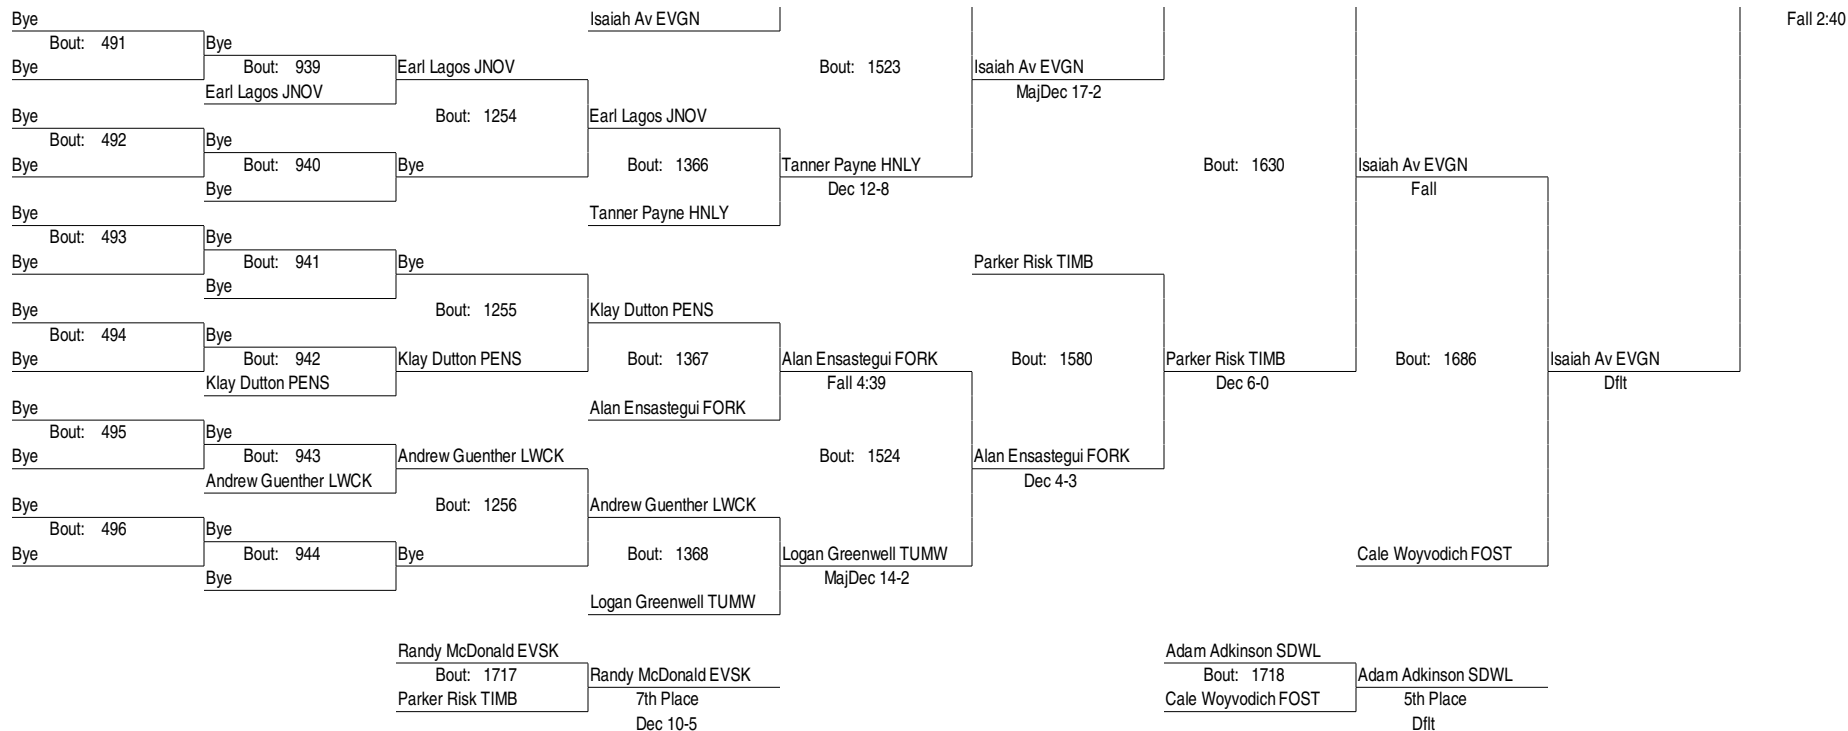 Bye Isaiah Av EVGN Fall 2:40
Bout: 491 Bye
Bye Bout: 939 Earl Lagos JNOV Bout: 1523 Isaiah Av EVGN
Earl Lagos JNOV MajDec 17-2
Bye Bout: 1254 Earl Lagos JNOV
Bout: 492 Bye
Bye Bout: 940 Bye Bout: 1366 Tanner Payne HNLY Bout: 1630 Isaiah Av EVGN
Bye Dec 12-8 Fall
Bye Tanner Payne HNLY
Bout: 493 Bye
Bye Bout: 941 Bye Parker Risk TIMB
Bye
Bye Bout: 1255 Klay Dutton PENS
Bout: 494 Bye
Bye Bout: 942 Klay Dutton PENS Bout: 1367 Alan Ensastegui FORK Bout: 1580 Parker Risk TIMB Bout: 1686 Isaiah Av EVGN
Klay Dutton PENS Fall 4:39 Dec 6-0 Dflt
Bye Alan Ensastegui FORK
Bout: 495 Bye
Bye Bout: 943 Andrew Guenther LWCK Bout: 1524 Alan Ensastegui FORK
Andrew Guenther LWCK Dec 4-3
Bye Bout: 1256 Andrew Guenther LWCK
Bout: 496 Bye
Bye Bout: 944 Bye Bout: 1368 Logan Greenwell TUMW Cale Woyvodich FOST
Bye MajDec 14-2
Logan Greenwell TUMW
Randy McDonald EVSK Adam Adkinson SDWL
Bout: 1717 Randy McDonald EVSK Bout: 1718 Adam Adkinson SDWL
Parker Risk TIMB 7th Place Cale Woyvodich FOST 5th Place
Dec 10-5 Dflt